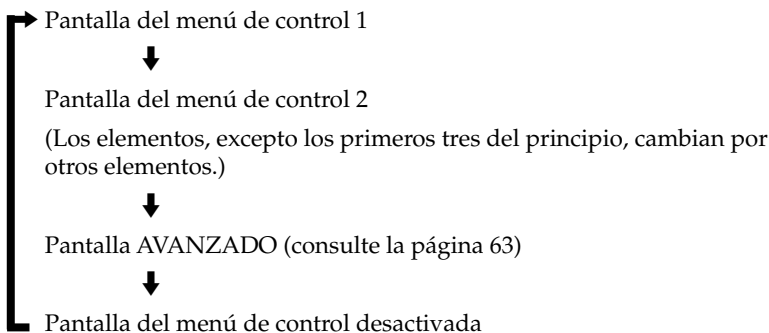 Pantalla del menú de control 1
Pantalla del menú de control 2
(Los elementos, excepto los primeros tres del principio, cambian por
otros elementos.)
Pantalla AVANZADO (consulte la página 63)
Pantalla del menú de control desactivada